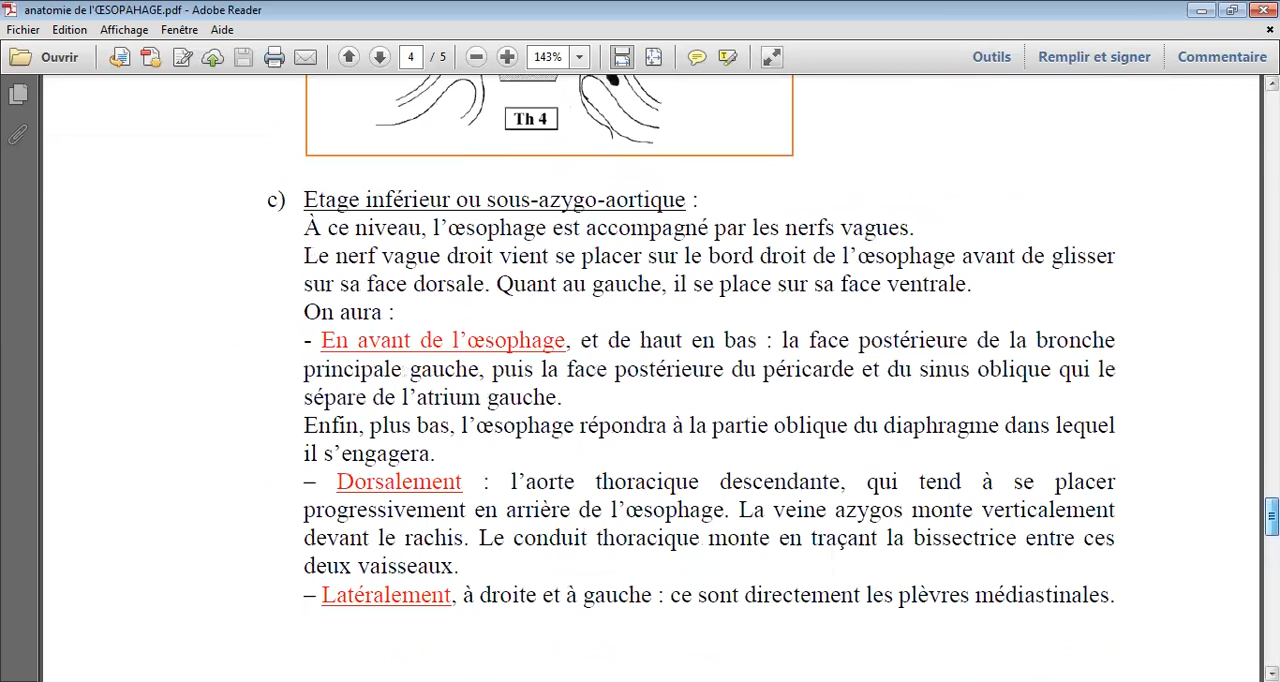 anatomie de l'ŒSOPAHAGE.pdf - Adobe Reader
Fichier Edition Affichage Fenêtre Aide
Ouvrir 4 / 5 143% Outils Remplir et signer Commentaire
Th 4
c) Etage inférieur ou sous-azygo-aortique :
À ce niveau, l’œsophage est accompagné par les nerfs vagues.
Le nerf vague droit vient se placer sur le bord droit de l’œsophage avant de glisser
sur sa face dorsale. Quant au gauche, il se place sur sa face ventrale.
On aura :
- En avant de l’œsophage, et de haut en bas : la face postérieure de la bronche
principale gauche, puis la face postérieure du péricarde et du sinus oblique qui le
sépare de l’atrium gauche.
Enfin, plus bas, l’œsophage répondra à la partie oblique du diaphragme dans lequel
il s’engagera.
– Dorsalement : l’aorte thoracique descendante, qui tend à se placer
progressivement en arrière de l’œsophage. La veine azygos monte verticalement
devant le rachis. Le conduit thoracique monte en traçant la bissectrice entre ces
deux vaisseaux.
– Latéralement, à droite et à gauche : ce sont directement les plèvres médiastinales.